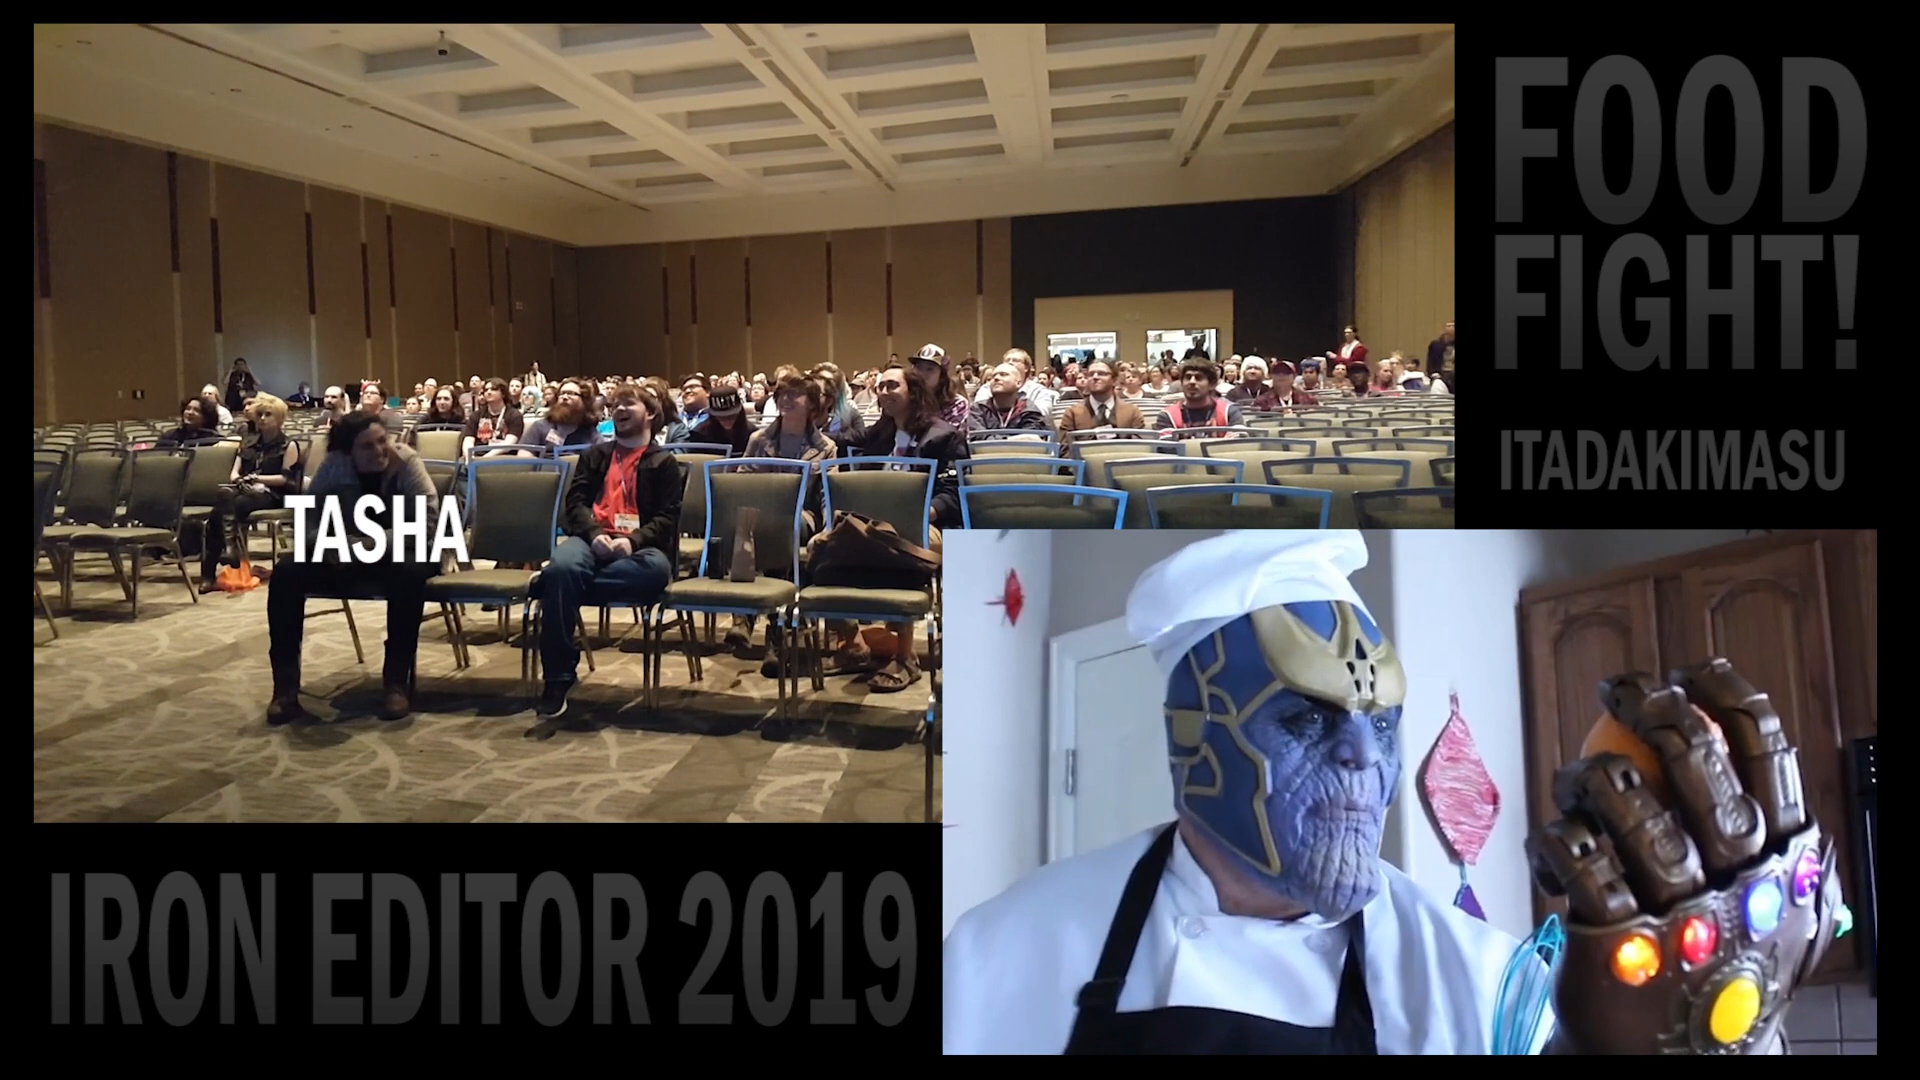 FOOD
FIGHT!
ITADAKIMASU
TASHA
IRON EDITOR 2019